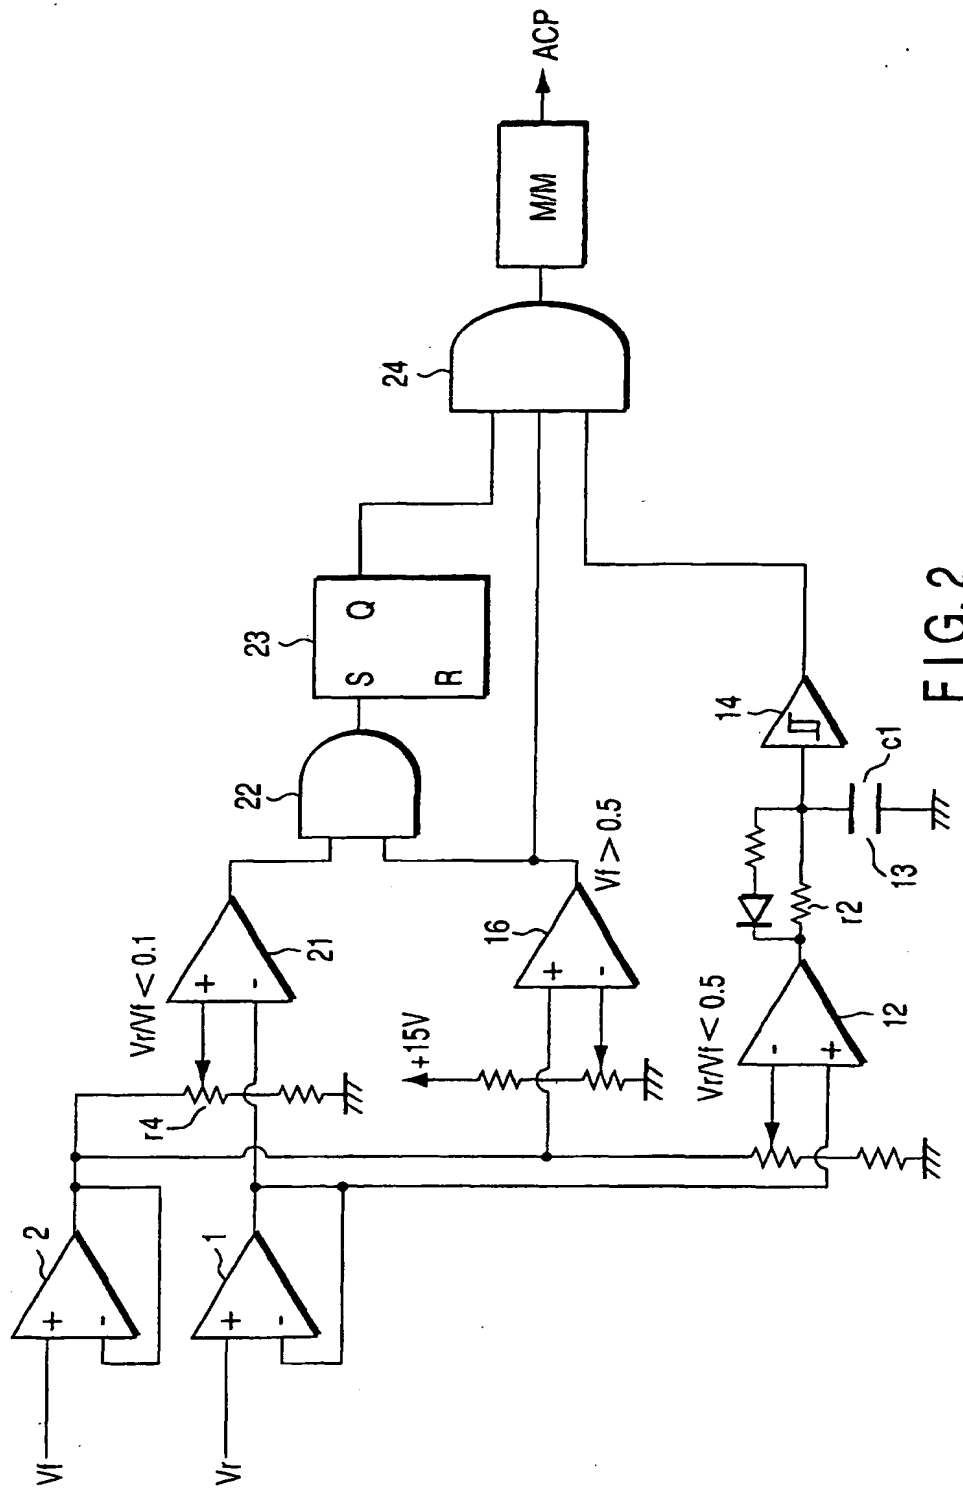 Vf
+
-
2
Vr
+
-
1
r4
Vr/Vf < 0.1
+
-
21
22
23
S
Q
R
24
M/M
ACP
+15V
+
-
16
Vf > 0.5
Vr/Vf < 0.5
-
+
12
r2
13
c1
14
FIG. 2